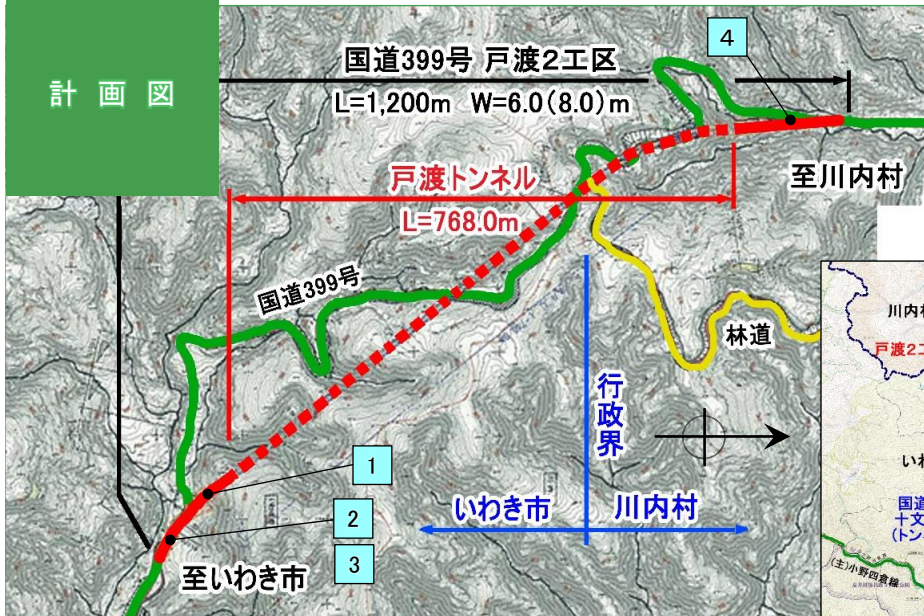 計画図
国道399号 戸渡2工区
L=1,200m W=6.0(8.0)m
4
戸渡トンネル
L=768.0m
至川内村
国道399号
林道
川内村
戸渡2工
行政界
1
2
3
いわき市
川内村
至いわき市
いわ
国道
十文
(トン
(主)小野四倉線